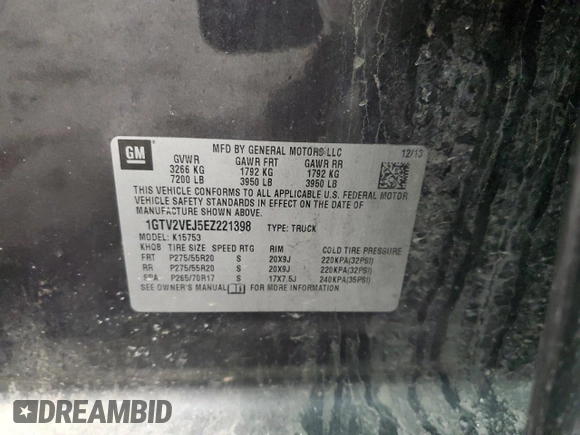 GM
MFD BY GENERAL MOTORS LLC 12/13
GVWR GAWR FRT GAWR RR
3266 KG 1792 KG 1792 KG
7200 LB 3950 LB 3950 LB
THIS VEHICLE CONFORMS TO ALL APPLICABLE U.S. FEDERAL MOTOR
VEHICLE SAFETY STANDARDS IN EFFECT ON THE DATE OF
MANUFACTURE SHOWN ABOVE.
1GTV2VEJ5EZ221398 TYPE: TRUCK
MODEL: K15753
KHOB TIRE SIZE SPEED RTG RIM COLD TIRE PRESSURE
FRT P275/55R20 S 20X9J 220KPA(32PSI)
RR P275/55R20 S 20X9J 220KPA(32PSI)
SPA P265/70R17 S 17X7.5J 240KPA(35PSI)
SEE OWNER'S MANUAL FOR MORE INFORMATION
DREAMBID